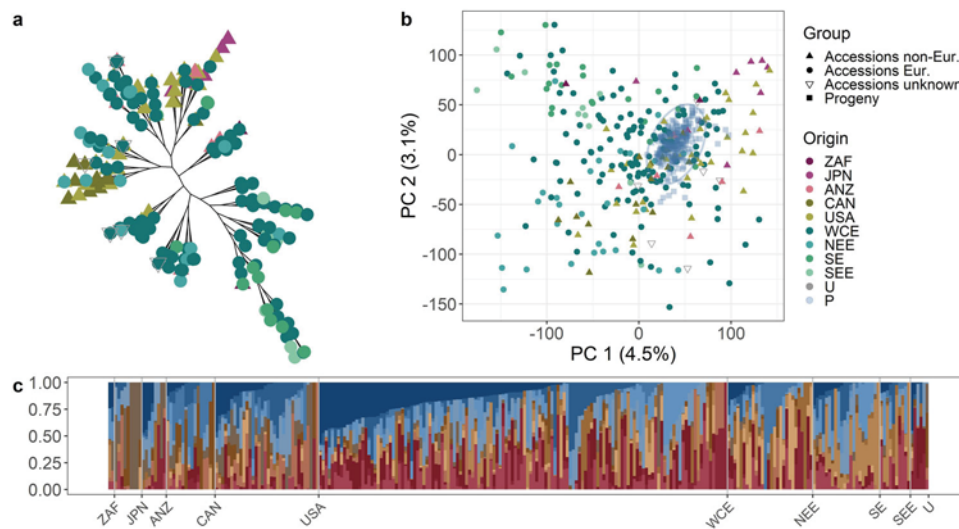 a
b
100
50
0
-50
-100
-150
PC 2 (3.1%)
-100
0
100
PC 1 (4.5%)
Group
Accessions non-Eur.
Accessions Eur.
Accessions unknown
Progeny
Origin
ZAF
JPN
ANZ
CAN
USA
WCE
NEE
SE
SEE
U
P
c
1.00
0.75
0.50
0.25
0.00
ZAF
JPN
ANZ
CAN
USA
WCE
NEE
SE
SEE
U